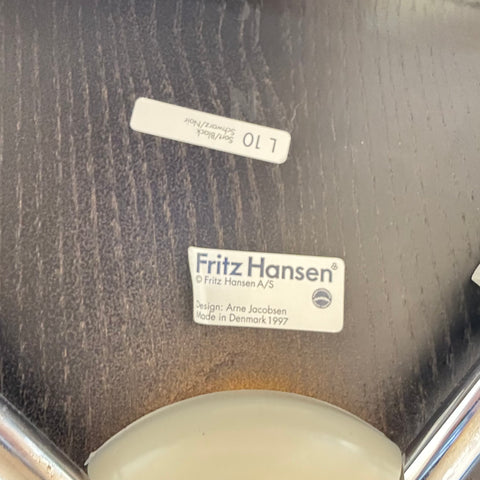 L 10
Sort/Black
Schwarz/Noir
Fritz Hansen®
© Fritz Hansen A/S
Design: Arne Jacobsen
Made in Denmark 1997